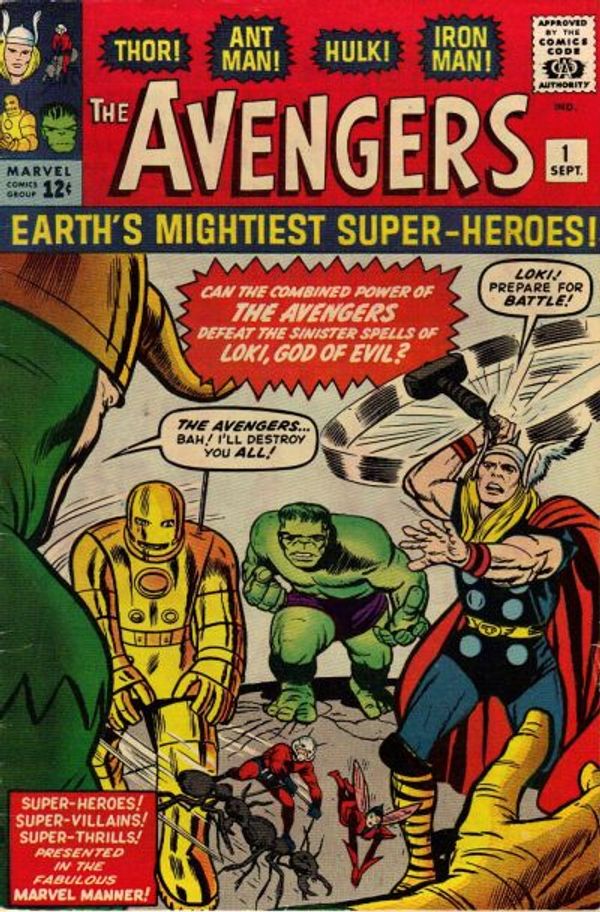 THOR!
ANT
MAN!
HULK!
IRON
MAN!
APPROVED
BY THE
COMICS
CODE
CA
AUTHORITY
IND.
THE AVENGERS
1
SEPT.
MARVEL
COMICS
GROUP
12¢
EARTH'S MIGHTIEST SUPER-HEROES!
CAN THE COMBINED POWER OF
THE AVENGERS
DEFEAT THE SINISTER SPELLS OF
LOKI, GOD OF EVIL?
LOKI!
PREPARE FOR
BATTLE!
THE AVENGERS...
BAH! I'LL DESTROY
YOU ALL!
SUPER-HEROES!
SUPER-VILLAINS!
SUPER-THRILLS!
PRESENTED
IN THE
FABULOUS
MARVEL MANNER!